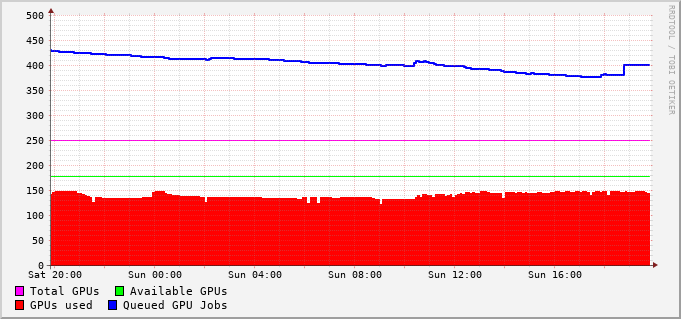 500
450
400
350
300
250
200
150
100
50
0
Sat 20:00 Sun 00:00 Sun 04:00 Sun 08:00 Sun 12:00 Sun 16:00
Total GPUs Available GPUs
GPUs used Queued GPU Jobs
RRDTOOL / TOBI OETIKER